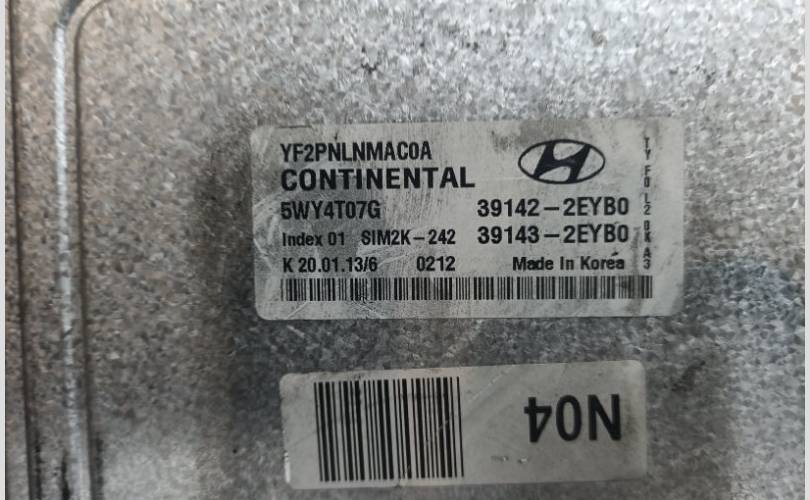 YF2PNLNMAC0A
CONTINENTAL
5WY4T07G 39142-2EYB0
Index 01 SIM2K-242 39143-2EYB0
K 20.01.13/6 0212 Made In Korea
N04